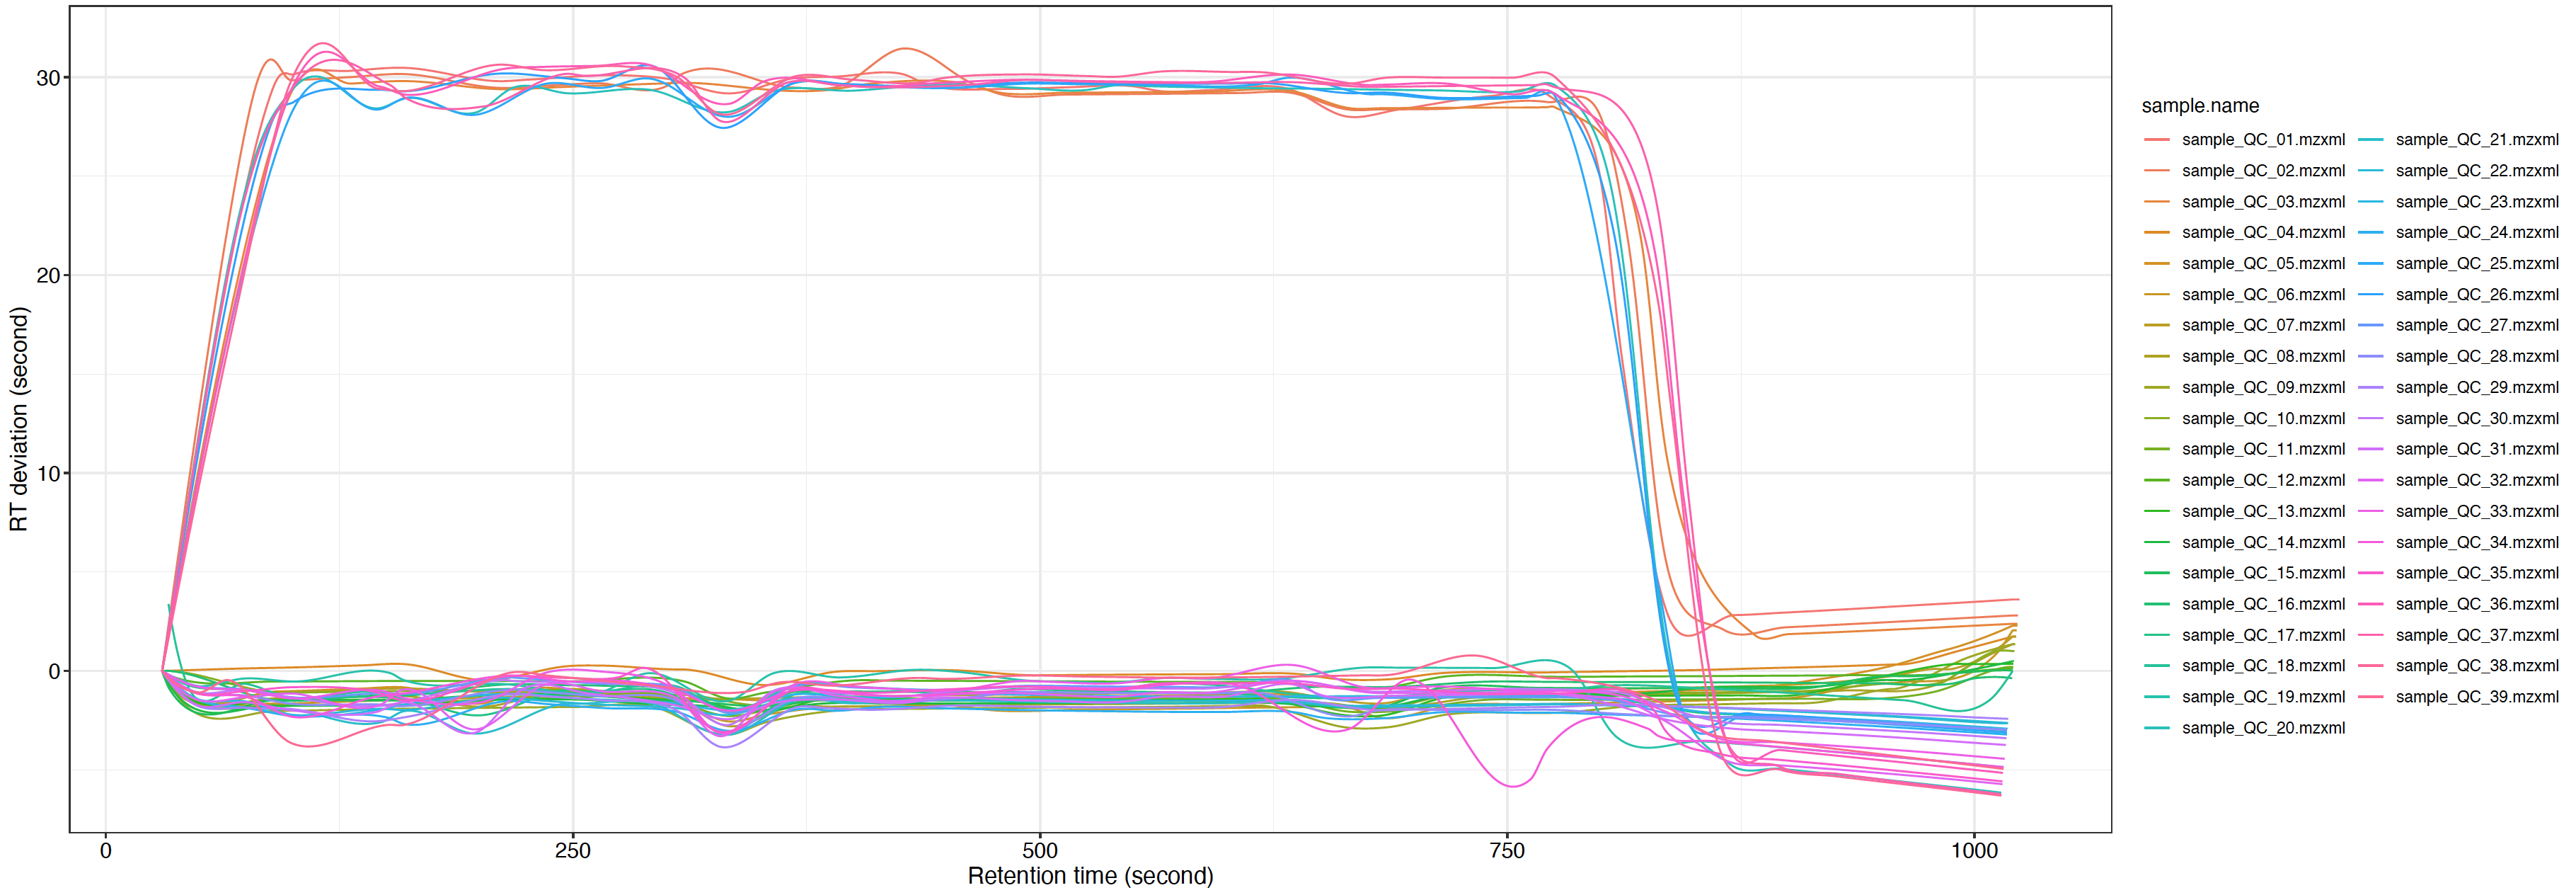 30
20
10
0
RT deviation (second)
0 250 500 750 1000
Retention time (second)
sample.name
sample_QC_01.mzxml
sample_QC_02.mzxml
sample_QC_03.mzxml
sample_QC_04.mzxml
sample_QC_05.mzxml
sample_QC_06.mzxml
sample_QC_07.mzxml
sample_QC_08.mzxml
sample_QC_09.mzxml
sample_QC_10.mzxml
sample_QC_11.mzxml
sample_QC_12.mzxml
sample_QC_13.mzxml
sample_QC_14.mzxml
sample_QC_15.mzxml
sample_QC_16.mzxml
sample_QC_17.mzxml
sample_QC_18.mzxml
sample_QC_19.mzxml
sample_QC_20.mzxml
sample_QC_21.mzxml
sample_QC_22.mzxml
sample_QC_23.mzxml
sample_QC_24.mzxml
sample_QC_25.mzxml
sample_QC_26.mzxml
sample_QC_27.mzxml
sample_QC_28.mzxml
sample_QC_29.mzxml
sample_QC_30.mzxml
sample_QC_31.mzxml
sample_QC_32.mzxml
sample_QC_33.mzxml
sample_QC_34.mzxml
sample_QC_35.mzxml
sample_QC_36.mzxml
sample_QC_37.mzxml
sample_QC_38.mzxml
sample_QC_39.mzxml